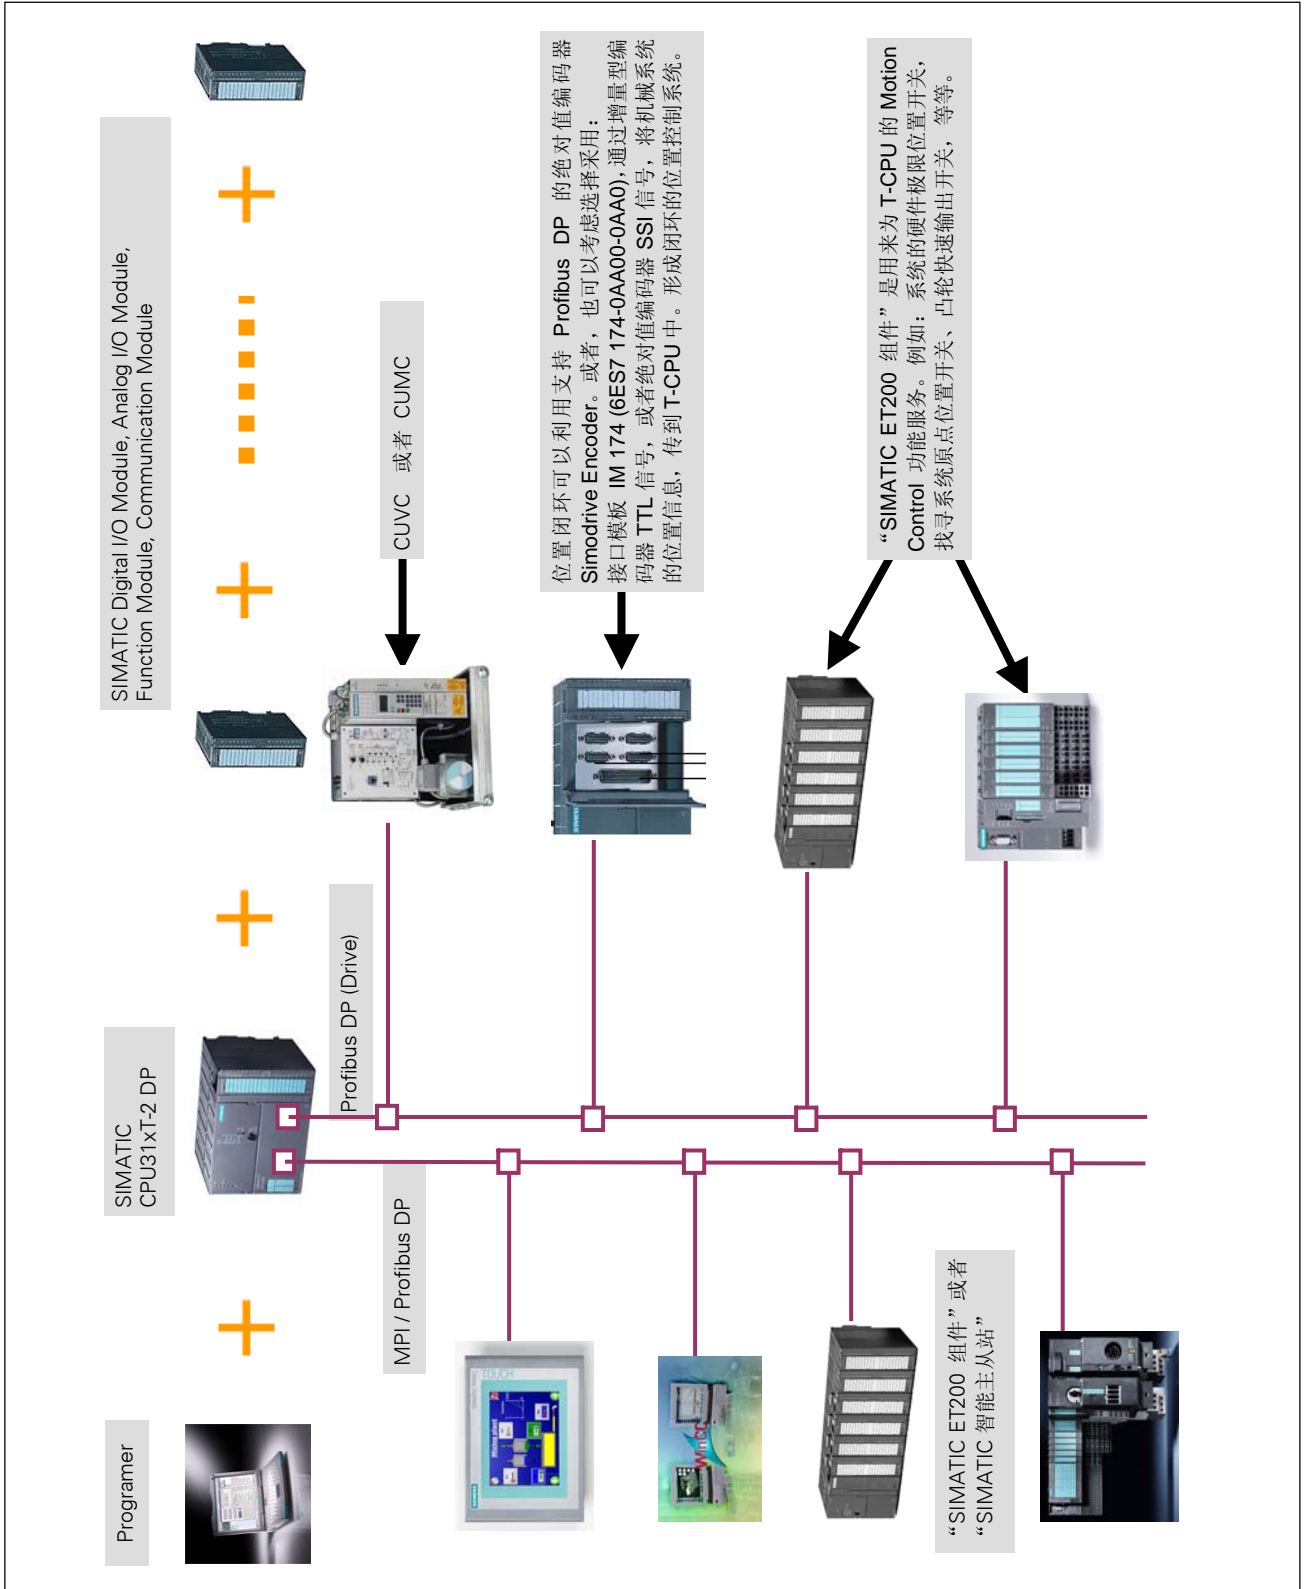 Programer
SIMATIC
CPU31xT-2 DP
SIMATIC Digital I/O Module, Analog I/O Module,
Function Module, Communication Module
MPI / Profibus DP
Profibus DP (Drive)
CUVC 或者 CUMC
位置闭环可以利用支持 Profibus DP 的绝对值编码器
Simodrive Encoder。或者，也可以考虑选择采用：
接口模板 IM 174 (6ES7 174-0AA00-0AA0)，通过增量型编
码器 TTL 信号，或者绝对值编码器 SSI 信号，将机械系统
的位置信息，传到 T-CPU 中。形成闭环的位置控制系统。
“SIMATIC ET200 组件”是用来为 T-CPU 的 Motion
Control 功能服务。例如：系统的硬件极限位置开关，
找寻系统原点位置开关、凸轮快速输出开关，等等。
“SIMATIC ET200 组件”或者
“SIMATIC 智能主从站”
SIEMENS
TOUCH
Mixing plant
WinCC